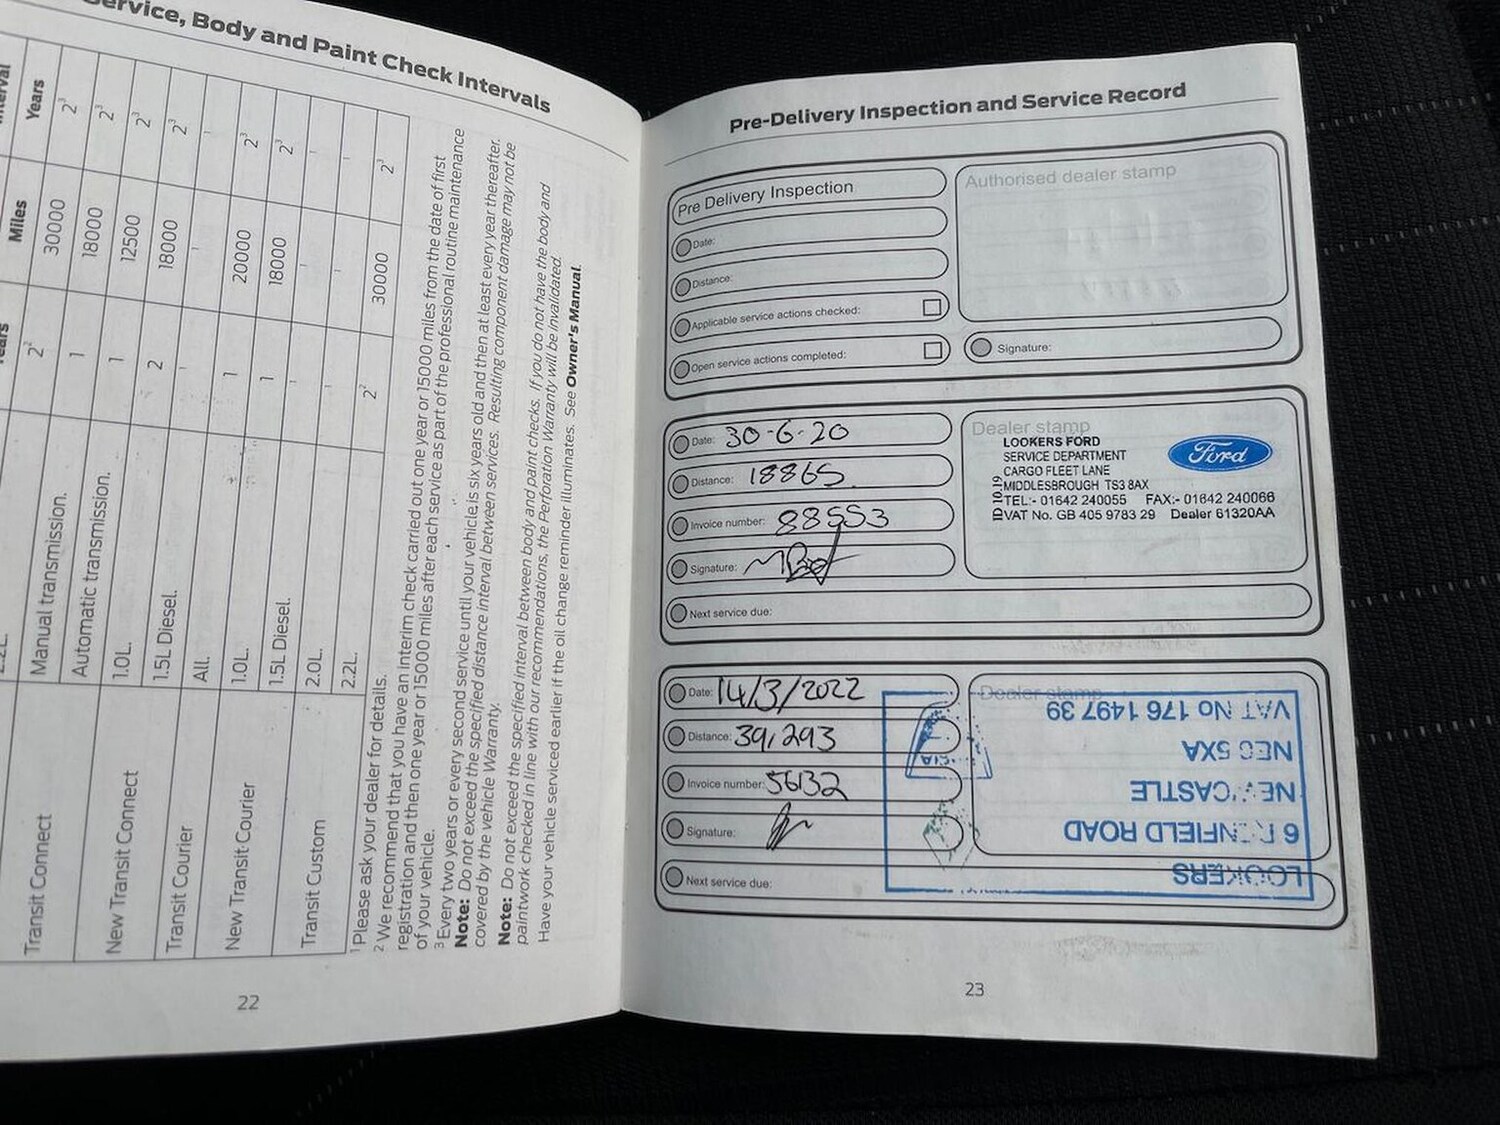 Service, Body and Paint Check Intervals
Years Miles Years
Manual transmission. 2² 30000 2³
Automatic transmission. 1 18000 2³
Transit Connect
1.0L. 1 12500 2³
1.5L Diesel. 2 18000 2³
New Transit Connect
All. - - -
Transit Courier
1.0L. 1 20000 2³
1.5L Diesel. 1 18000 2³
New Transit Courier
2.0L. - - -
2.2L. - - -
Transit Custom
2² 30000 2³
¹ Please ask your dealer for details.
² We recommend that you have an interim check carried out one year or 15000 miles from the date of first
registration and then one year or 15000 miles after each service as part of the professional routine maintenance
of your vehicle.
³ Every two years or every second service until your vehicle is six years old and then at least every year thereafter.
Note: Do not exceed the specified distance interval between services. Resulting component damage may not be
covered by the vehicle Warranty.
Note: Do not exceed the specified interval between body and paint checks. If you do not have the body and
paintwork checked in line with our recommendations, the Perforation Warranty will be invalidated.
Have your vehicle serviced earlier if the oil change reminder illuminates. See Owner's Manual.
22
Pre-Delivery Inspection and Service Record
Pre Delivery Inspection
Authorised dealer stamp
Date:
Distance:
Applicable service actions checked:
Open service actions completed:
Signature:
Date: 30-6-20
Distance: 18865
Invoice number: 88553
Signature:
Next service due:
Dealer stamp
LOOKERS FORD
SERVICE DEPARTMENT
CARGO FLEET LANE
MIDDLESBROUGH TS3 8AX
TEL:- 01642 240055 FAX:- 01642 240066
VAT No. GB 405 9783 29 Dealer 61320AA
ID 1019
Ford
Date: 14/3/2022
Distance: 39,293
Invoice number: 56132
Signature:
Next service due:
Dealer stamp
LOOKERS
6 ROAD
NEWCASTLE
NE6 5XA
VAT No 176 1497 39
23